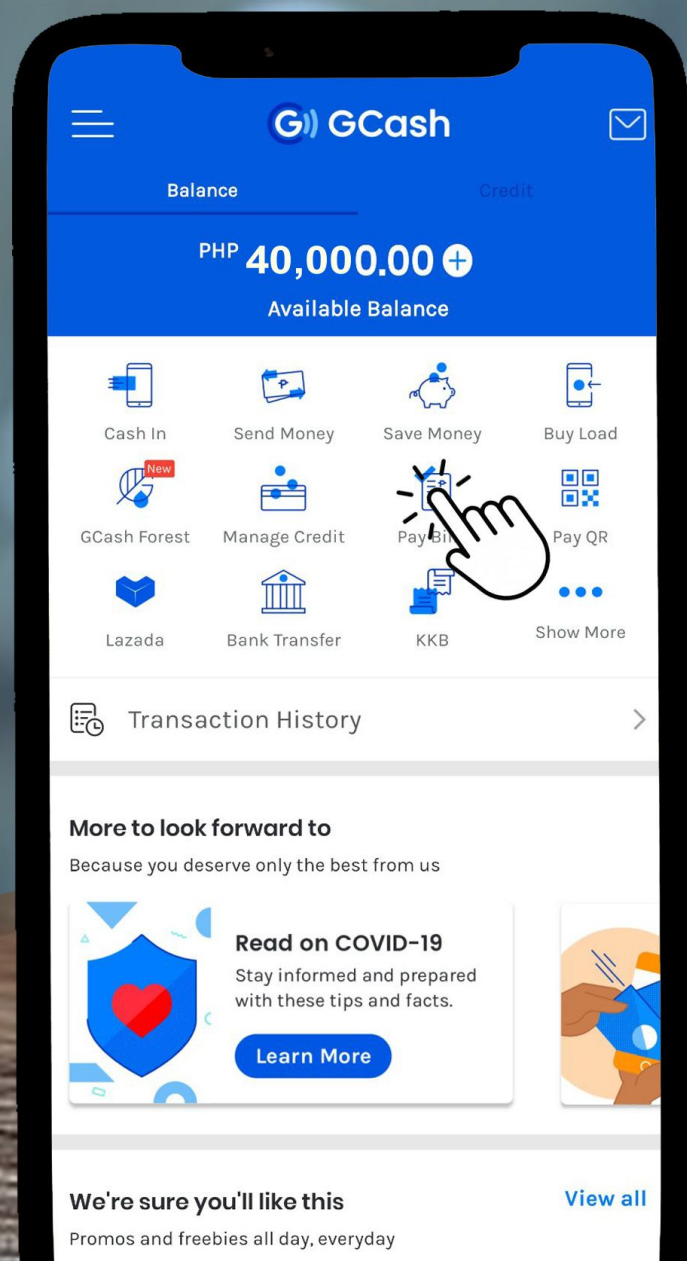 GCash
Balance
Credit
PHP 40,000.00
Available Balance
Cash In
Send Money
Save Money
Buy Load
New
GCash Forest
Manage Credit
Pay
Pay QR
Lazada
Bank Transfer
KKB
Show More
Transaction History
More to look forward to
Because you deserve only the best from us
Read on COVID-19
Stay informed and prepared
with these tips and facts.
Learn More
We're sure you'll like this
View all
Promos and freebies all day, everyday